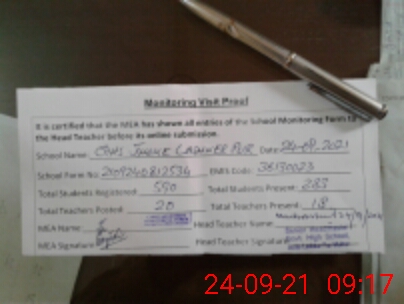 Monitoring Visit Proof
It is certified that the MEA has shown all entries of the School Monitoring Form to
the Head Teacher before its online submission.
School Name: Date: 24-09-2021
School Form No: EMIS Code: 38130023
Total Students Registered: 550 Total Students Present: 283
Total Teachers Posted: 20 Total Teachers Present: 18
MEA Name: Head Teacher Name:
MEA Signature: Head Teacher Signature:
High School,
24-09-21 09:17